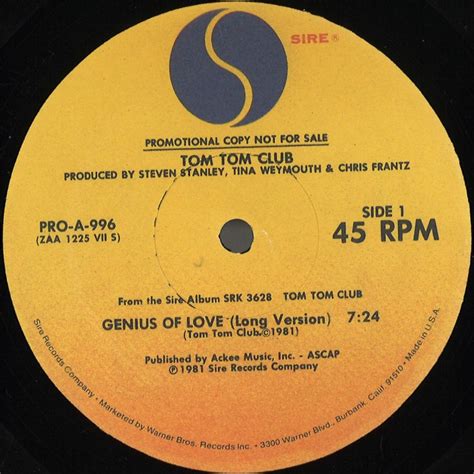 SIRE®
PROMOTIONAL COPY NOT FOR SALE
TOM TOM CLUB
PRODUCED BY STEVEN STANLEY, TINA WEYMOUTH & CHRIS FRANTZ
PRO-A-996
(ZAA 1225 VII S)
SIDE 1
45 RPM
From the Sire Album SRK 3628 TOM TOM CLUB
GENIUS OF LOVE (Long Version) 7:24
(Tom Tom Club©1981)
Published by Ackee Music, Inc. - ASCAP
℗1981 Sire Records Company
Sire Records Company • Marketed by Warner Bros. Records Inc. • 3300 Warner Blvd., Burbank, Calif. 91510 • Made in U.S.A.